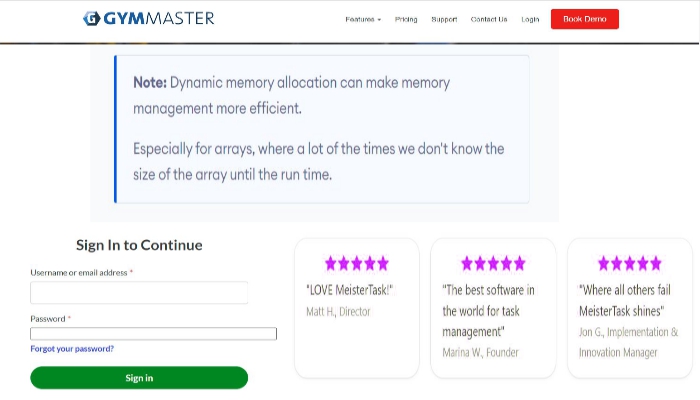 GYMMASTER
Features Pricing Support Contact Us Login Book Demo
Note: Dynamic memory allocation can make memory
management more efficient.
Especially for arrays, where a lot of the times we don't know the
size of the array until the run time.
Sign In to Continue
Username or email address *
Password *
Forgot your password?
Sign in
"LOVE MeisterTask!"
Matt H., Director
"The best software in
the world for task
management"
Marina W., Founder
"Where all others fail
MeisterTask shines"
Jon G., Implementation &
Innovation Manager